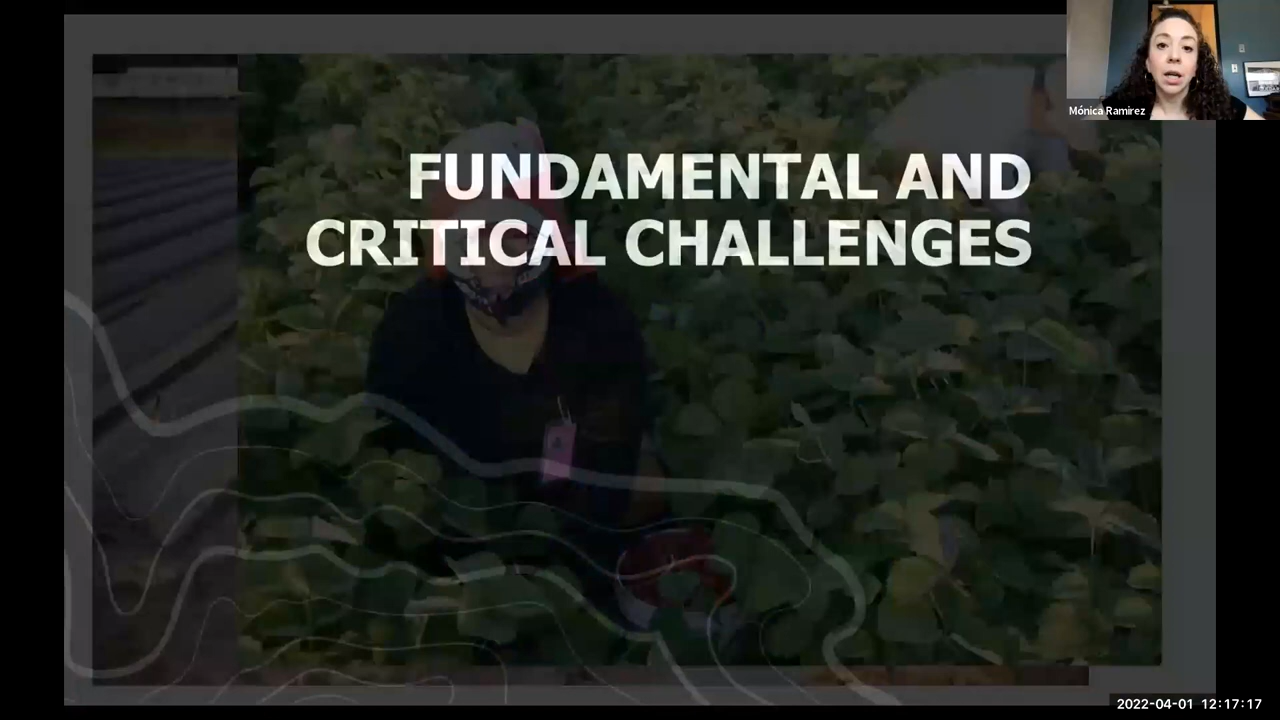 Mónica Ramirez
FUNDAMENTAL AND
CRITICAL CHALLENGES
2022-04-01 12:17:17